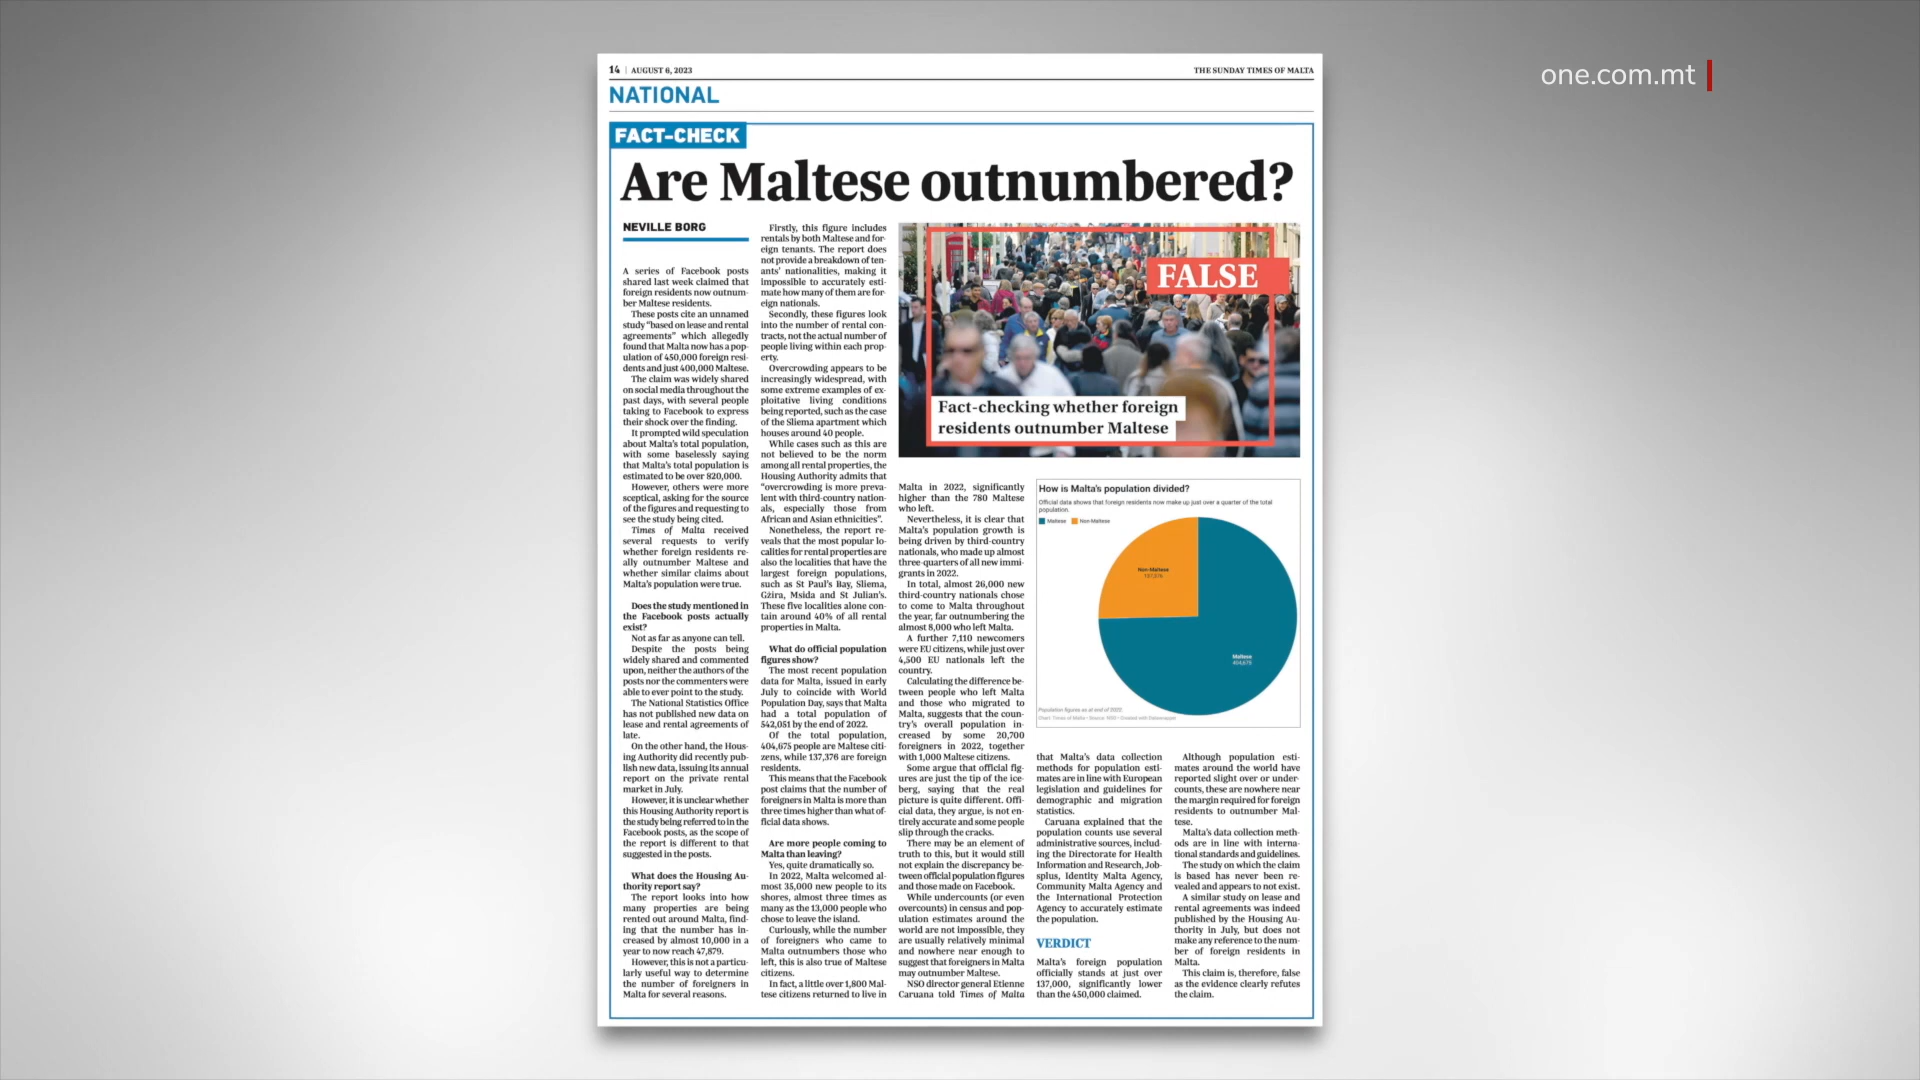 one.com.mt
14 | AUGUST 6, 2023
THE SUNDAY TIMES OF MALTA
NATIONAL
FACT-CHECK
Are Maltese outnumbered?
NEVILLE BORG
A series of Facebook posts
shared last week claimed that
foreign residents now outnum-
ber Maltese residents.
These posts cite an unnamed
study “based on lease and rental
agreements” which allegedly
found that Malta now has a pop-
ulation of 450,000 foreign resi-
dents and just 400,000 Maltese.
The claim was widely shared
on social media throughout the
past days, with several people
taking to Facebook to express
their shock over the finding.
It prompted wild speculation
about Malta’s total population,
with some baselessly saying
that Malta’s total population is
estimated to be over 820,000.
However, others were more
sceptical, asking for the source
of the figures and requesting to
see the study being cited.
Times of Malta received
several requests to verify
whether foreign residents re-
ally outnumber Maltese and
whether similar claims about
Malta’s population were true.
Does the study mentioned in
the Facebook posts actually
exist?
Not as far as anyone can tell.
Despite the posts being
widely shared and commented
upon, neither the authors of the
posts nor the commenters were
able to ever point to the study.
The National Statistics Office
has not published new data on
lease and rental agreements of
late.
On the other hand, the Hous-
ing Authority did recently pub-
lish new data, issuing its annual
report on the private rental
market in July.
However, it is unclear whether
this Housing Authority report is
the study being referred to in the
Facebook posts, as the scope of
the report is different to that
suggested in the posts.
What does the Housing Au-
thority report say?
The report looks into how
many properties are being
rented out around Malta, find-
ing that the number has in-
creased by almost 10,000 in a
year to now reach 47,879.
However, this is not a particu-
larly useful way to determine
the number of foreigners in
Malta for several reasons.
Firstly, this figure includes
rentals by both Maltese and for-
eign tenants. The report does
not provide a breakdown of ten-
ants’ nationalities, making it
impossible to accurately esti-
mate how many of them are for-
eign nationals.
Secondly, these figures look
into the number of rental con-
tracts, not the actual number of
people living within each prop-
erty.
Overcrowding appears to be
increasingly widespread, with
some extreme examples of ex-
ploitative living conditions
being reported, such as the case
of the Sliema apartment which
houses around 40 people.
While cases such as this are
not believed to be the norm
among all rental properties, the
Housing Authority admits that
“overcrowding is more preva-
lent with third-country nation-
als, especially those from
African and Asian ethnicities”.
Nonetheless, the report re-
veals that the most popular lo-
calities for rental properties are
also the localities that have the
largest foreign populations,
such as St Paul’s Bay, Sliema,
Gżira, Msida and St Julian’s.
These five localities alone con-
tain around 40% of all rental
properties in Malta.
What do official population
figures show?
The most recent population
data for Malta, issued in early
July to coincide with World
Population Day, says that Malta
had a total population of
542,051 by the end of 2022.
Of the total population,
404,675 people are Maltese citi-
zens, while 137,376 are foreign
residents.
This means that the Facebook
post claims that the number of
foreigners in Malta is more than
three times higher than what of-
ficial data shows.
Are more people coming to
Malta than leaving?
Yes, quite dramatically so.
In 2022, Malta welcomed al-
most 35,000 new people to its
shores, almost three times as
many as the 13,000 people who
chose to leave the island.
Curiously, while the number
of foreigners who came to
Malta outnumbers those who
left, this is also true of Maltese
citizens.
In fact, a little over 1,800 Mal-
tese citizens returned to live in
FALSE
Fact-checking whether foreign
residents outnumber Maltese
Malta in 2022, significantly
higher than the 780 Maltese
who left.
Nevertheless, it is clear that
Malta’s population growth is
being driven by third-country
nationals, who made up almost
three-quarters of all new immi-
grants in 2022.
In total, almost 26,000 new
third-country nationals chose
to come to Malta throughout
the year, far outnumbering the
almost 8,000 who left Malta.
A further 7,110 newcomers
were EU citizens, while just over
4,500 EU nationals left the
country.
Calculating the difference be-
tween people who left Malta
and those who migrated to
Malta, suggests that the coun-
try’s overall population in-
creased by some 20,700
foreigners in 2022, together
with 1,000 Maltese citizens.
Some argue that official fig-
ures are just the tip of the ice-
berg, saying that the real
picture is quite different. Offi-
cial data, they argue, is not en-
tirely accurate and some people
slip through the cracks.
There may be an element of
truth to this, but it would still
not explain the discrepancy be-
tween official population figures
and those made on Facebook.
While undercounts (or even
overcounts) in census and pop-
ulation estimates around the
world are not impossible, they
are usually relatively minimal
and nowhere near enough to
suggest that foreigners in Malta
may outnumber Maltese.
NSO director general Etienne
Caruana told Times of Malta
How is Malta’s population divided?
Official data shows that foreign residents now make up just over a quarter of the total
population.
Maltese Non-Maltese
Non-Maltese
137,376
Maltese
404,675
Population figures as at end of 2022.
Chart: Times of Malta • Source: NSO • Created with Datawrapper
that Malta’s data collection
methods for population esti-
mates are in line with European
legislation and guidelines for
demographic and migration
statistics.
Caruana explained that the
population counts use several
administrative sources, includ-
ing the Directorate for Health
Information and Research, Job-
splus, Identity Malta Agency,
Community Malta Agency and
the International Protection
Agency to accurately estimate
the population.
VERDICT
Malta’s foreign population
officially stands at just over
137,000, significantly lower
than the 450,000 claimed.
Although population esti-
mates around the world have
reported slight over or under-
counts, these are nowhere near
the margin required for foreign
residents to outnumber Mal-
tese.
Malta’s data collection meth-
ods are in line with interna-
tional standards and guidelines.
The study on which the claim
is based has never been re-
vealed and appears to not exist.
A similar study on lease and
rental agreements was indeed
published by the Housing Au-
thority in July, but does not
make any reference to the num-
ber of foreign residents in
Malta.
This claim is, therefore, false
as the evidence clearly refutes
the claim.